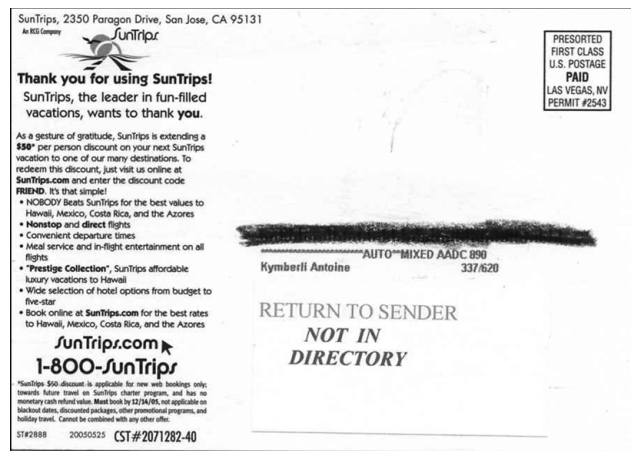 SunTrips, 2350 Paragon Drive, San Jose, CA 95131
An RCG Company
SunTrips
Thank you for using SunTrips!
SunTrips, the leader in fun-filled
vacations, wants to thank you.
As a gesture of gratitude, SunTrips is extending a
$50* per person discount on your next SunTrips
vacation to one of our many destinations. To
redeem this discount, just visit us online at
SunTrips.com and enter the discount code
FRIEND. It's that simple!
• NOBODY Beats SunTrips for the best values to
Hawaii, Mexico, Costa Rica, and the Azores
• Nonstop and direct flights
• Convenient departure times
• Meal service and in-flight entertainment on all
flights
• "Prestige Collection", SunTrips affordable
luxury vacations to Hawaii
• Wide selection of hotel options from budget to
five-star
• Book online at SunTrips.com for the best rates
to Hawaii, Mexico, Costa Rica, and the Azores
SunTrips.com
1-800-SunTrips
*SunTrips $50 discount is applicable for new web bookings only;
towards future travel on SunTrips charter program, and has no
monetary cash refund value. Must book by 12/14/05, not applicable on
blackout dates, discounted packages, other promotional programs, and
holiday travel. Cannot be combined with any other offer.
ST#2888 20050525 CST#2071282-40
PRESORTED
FIRST CLASS
U.S. POSTAGE
PAID
LAS VEGAS, NV
PERMIT #2543
AUTO**MIXED AADC 890
Kymberli Antoine 337/620
RETURN TO SENDER
NOT IN
DIRECTORY